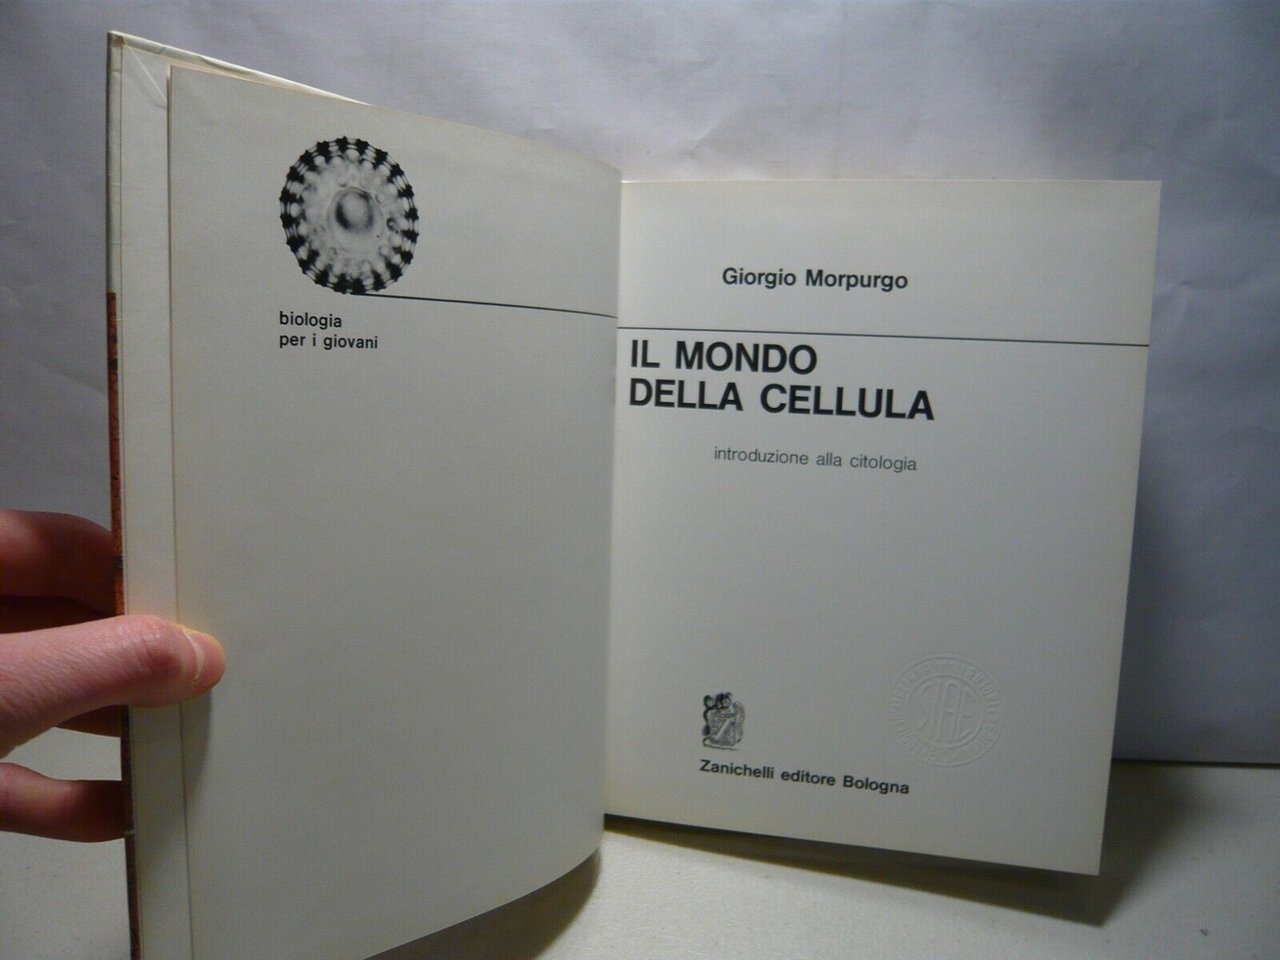 biologia
per i giovani
Giorgio Morpurgo
IL MONDO
DELLA CELLULA
introduzione alla citologia
Zanichelli editore Bologna